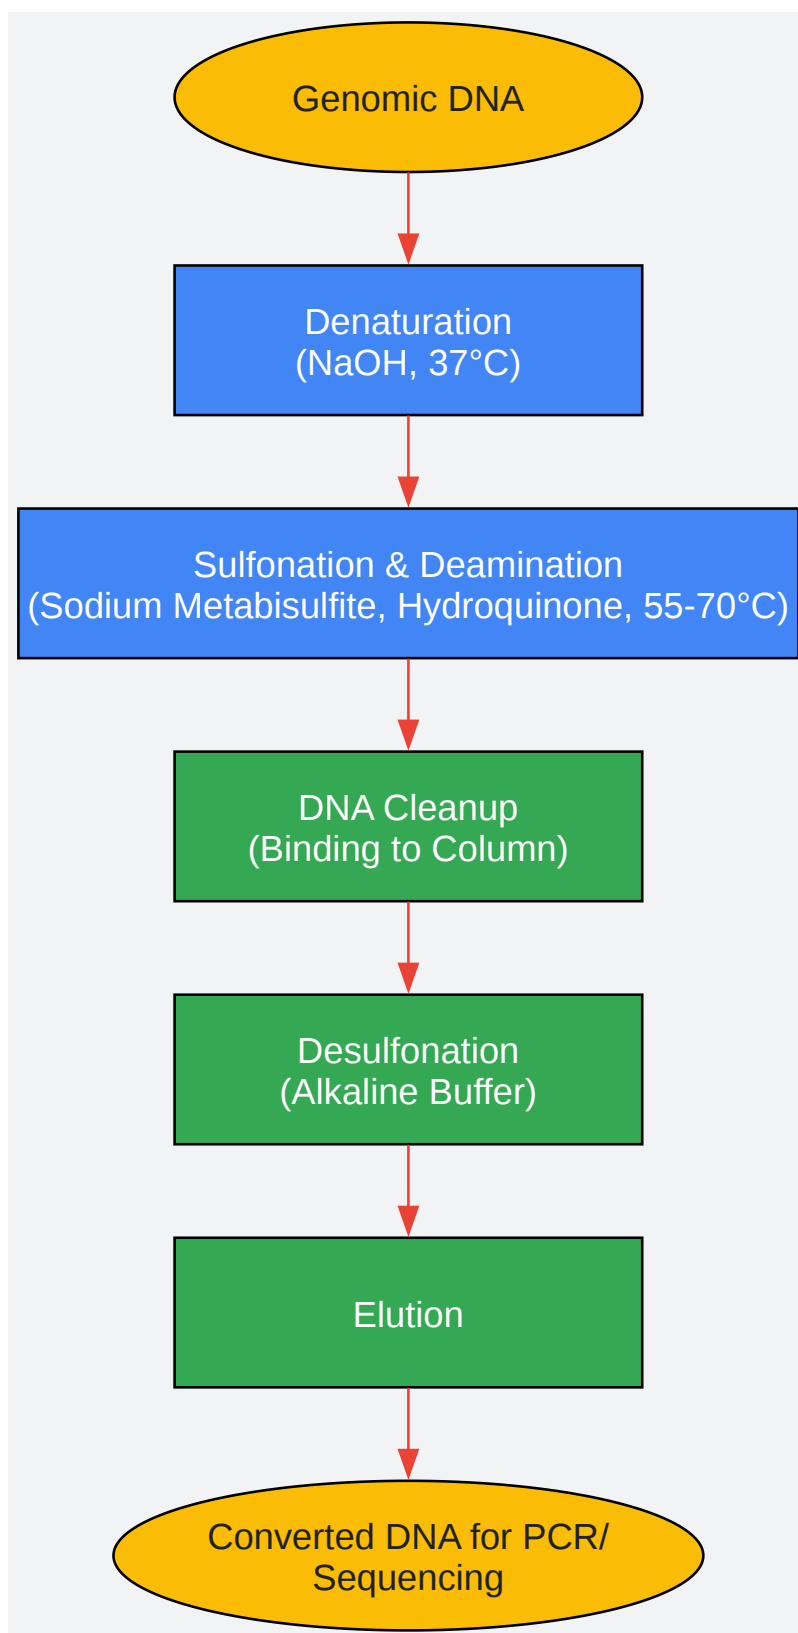 Genomic DNA
Denaturation
(NaOH, 37°C)
Sulfonation & Deamination
(Sodium Metabisulfite, Hydroquinone, 55-70°C)
DNA Cleanup
(Binding to Column)
Desulfonation
(Alkaline Buffer)
Elution
Converted DNA for PCR/
Sequencing